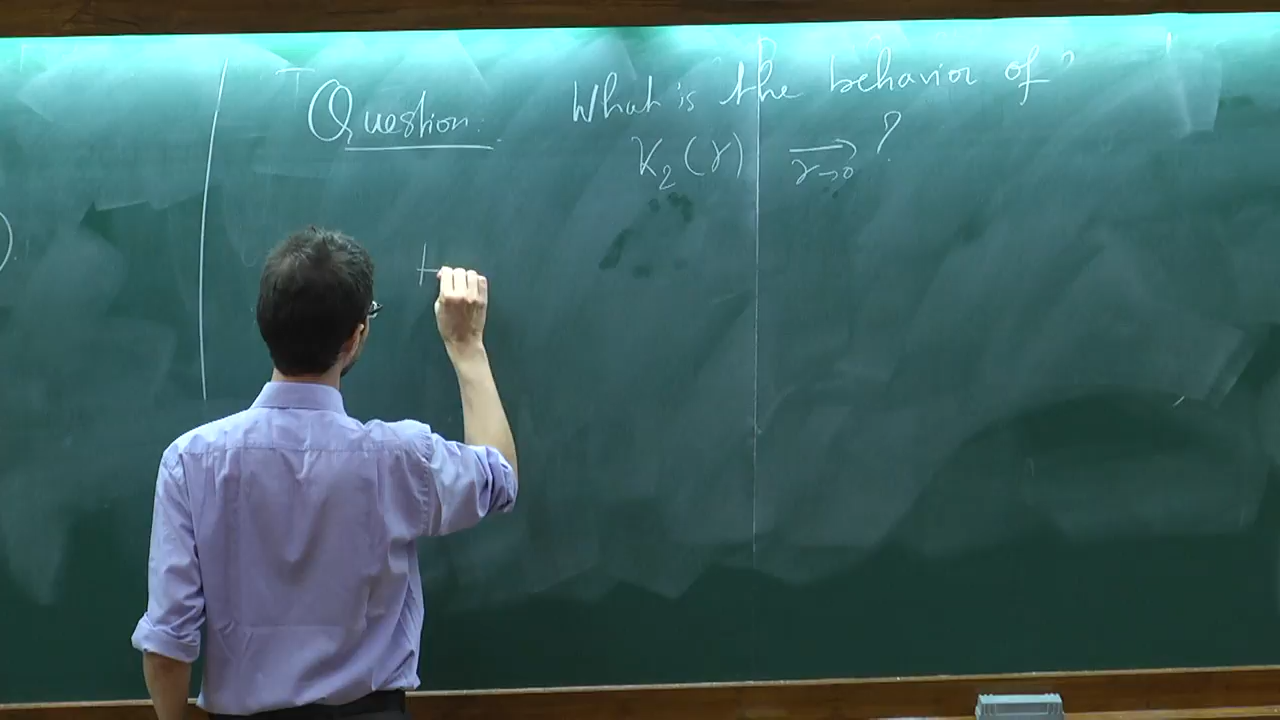 Question: What is the behavior of ?
K₂(γ) ⟶ ?
γ→0
H